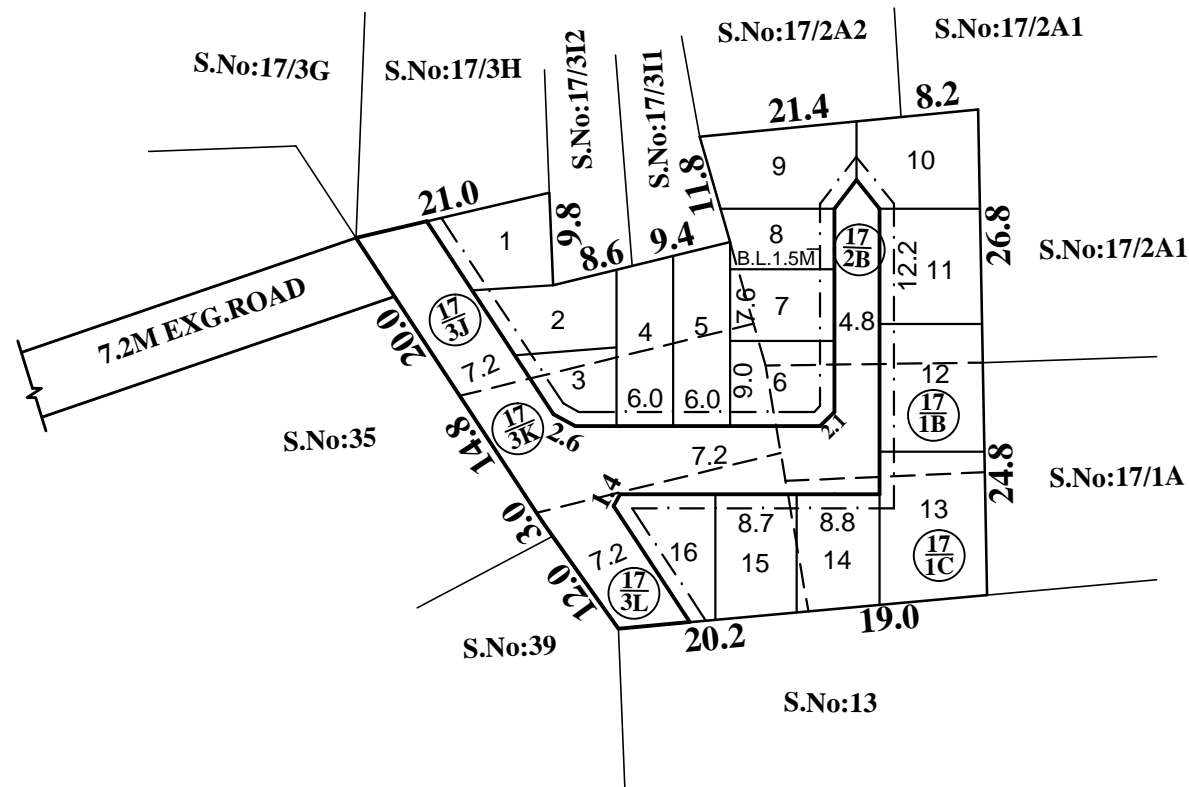 S.No:17/3G
S.No:17/3H
S.No:17/3I2
S.No:17/3I1
S.No:17/2A2
S.No:17/2A1
21.4
8.2
9
10
11.8
21.0
1
9.8
8.6
9.4
8
B.L.1.5M
17
2B
12.2
11
26.8
S.No:17/2A1
7.2M EXG.ROAD
20.0
17
3J
2
4
5
7.6
7
4.8
7.2
3
6.0
6.0
9.0
6
12
17
1B
S.No:35
14.8
17
3K
2.6
2.1
7.2
24.8
S.No:17/1A
3.0
1.4
7.2
16
8.7
15
8.8
14
13
17
1C
12.0
17
3L
20.2
19.0
S.No:39
S.No:13